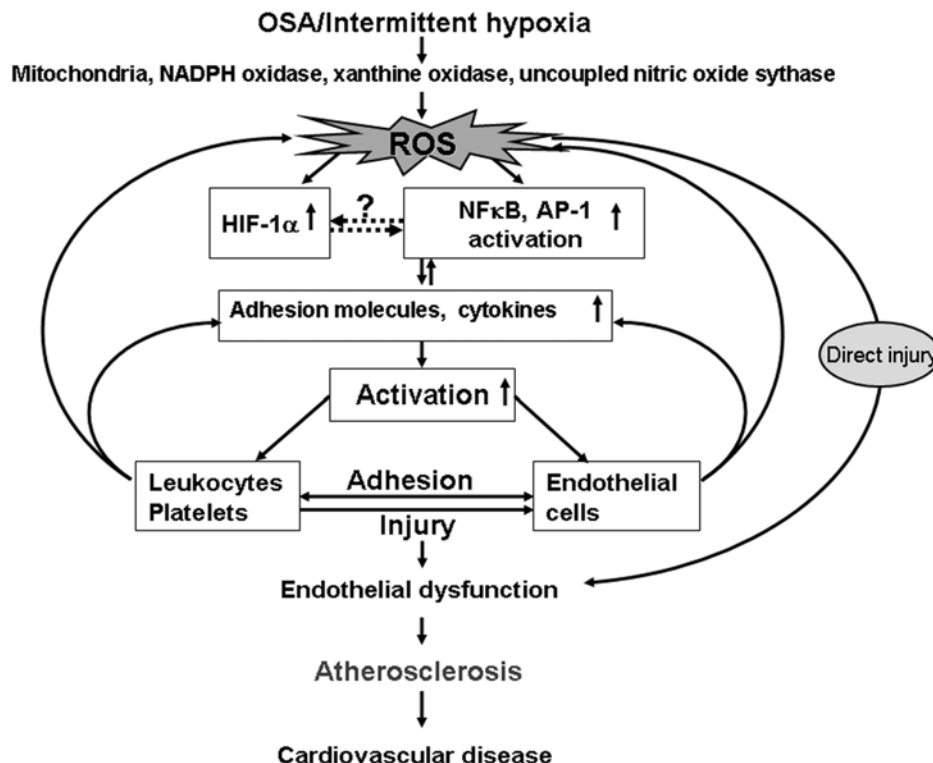 OSA/Intermittent hypoxia
Mitochondria, NADPH oxidase, xanthine oxidase, uncoupled nitric oxide sythase
ROS
HIF-1α
?
NFκB, AP-1
activation
Adhesion molecules, cytokines
Direct injury
Activation
Leukocytes
Platelets
Adhesion
Injury
Endothelial
cells
Endothelial dysfunction
Atherosclerosis
Cardiovascular disease